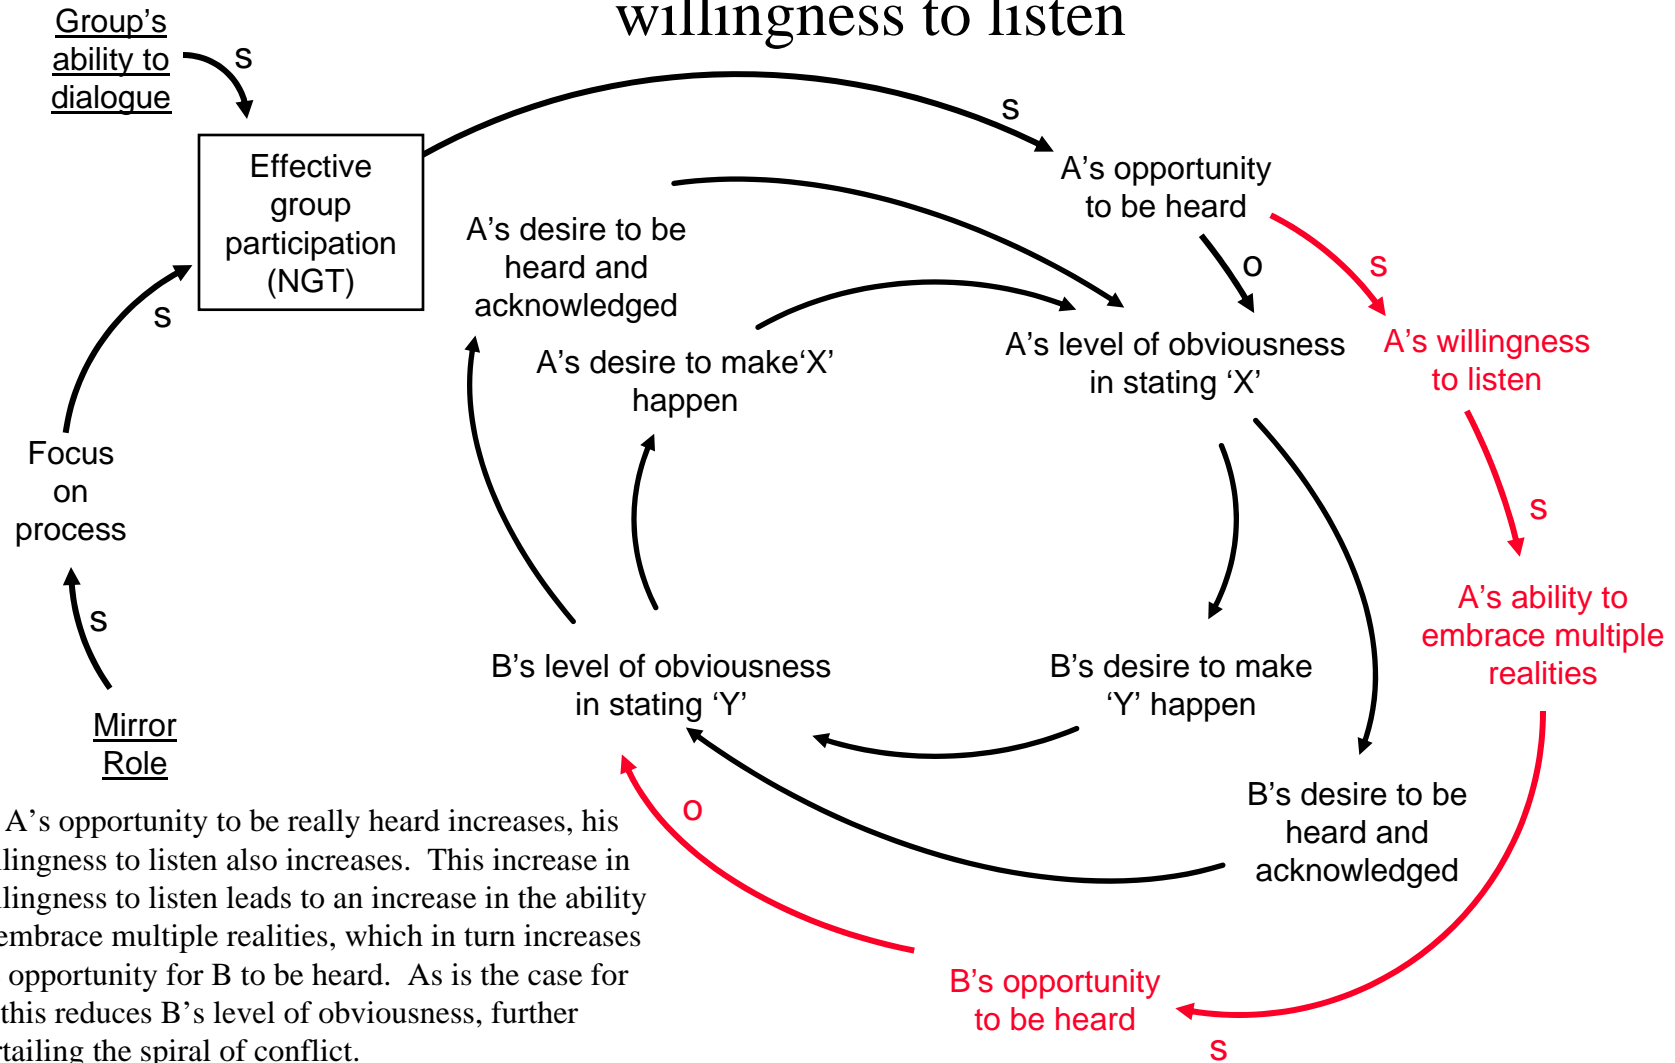 willingness to listen
Group's
ability to
dialogue
s
s
Effective
group
participation
(NGT)
A's opportunity
to be heard
A's desire to be
heard and
acknowledged
o
s
s
A's desire to make‘X’
happen
A's level of obviousness
in stating ‘X’
A's willingness
to listen
Focus
on
process
s
s
A's ability to
embrace multiple
realities
B's level of obviousness
in stating ‘Y’
B's desire to make
‘Y’ happen
Mirror
Role
o
B's desire to be
heard and
acknowledged
A's opportunity to be really heard increases, his
llingness to listen also increases.  This increase in
llingness to listen leads to an increase in the ability
embrace multiple realities, which in turn increases
opportunity for B to be heard.  As is the case for
this reduces B's level of obviousness, further
rtailing the spiral of conflict.
B's opportunity
to be heard
s